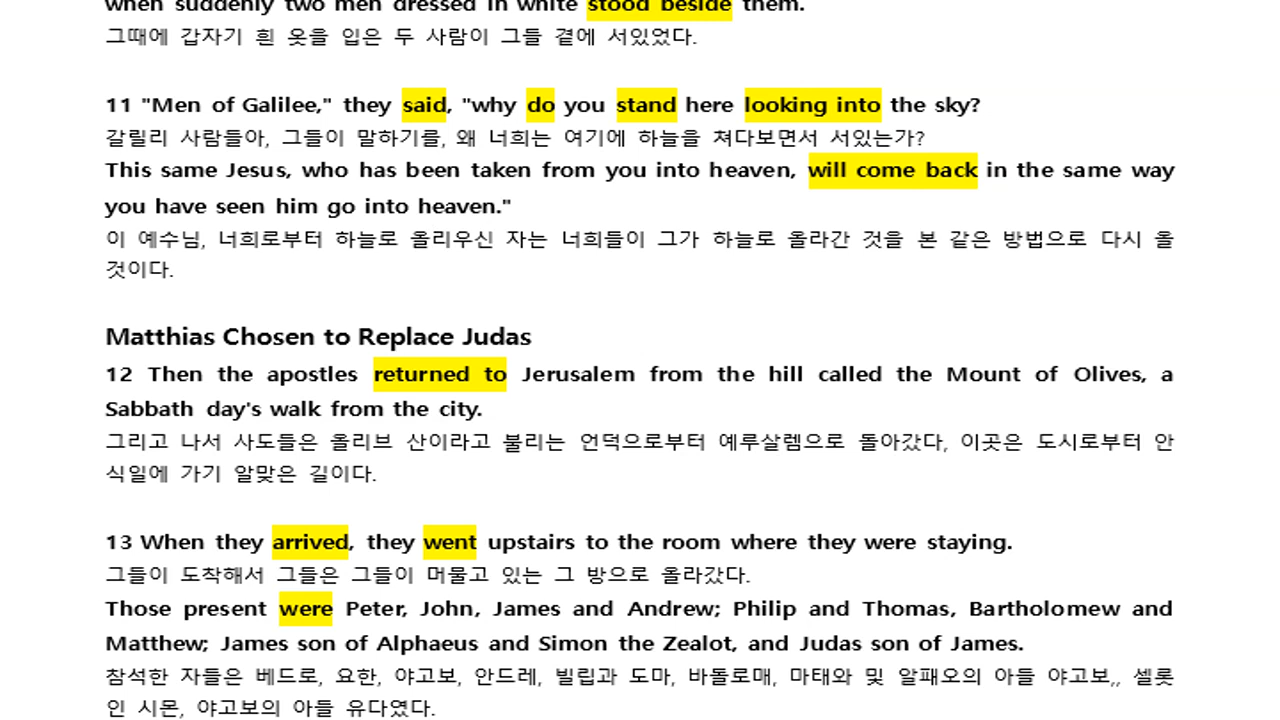 when suddenly two men dressed in white stood beside them.
그때에 갑자기 흰 옷을 입은 두 사람이 그들 곁에 서있었다.
11 "Men of Galilee," they said, "why do you stand here looking into the sky?
갈릴리 사람들아, 그들이 말하기를, 왜 너희는 여기에 하늘을 쳐다보면서 서있는가?
This same Jesus, who has been taken from you into heaven, will come back in the same way
you have seen him go into heaven."
이 예수님, 너희로부터 하늘로 올리우신 자는 너희들이 그가 하늘로 올라간 것을 본 같은 방법으로 다시 올
것이다.
Matthias Chosen to Replace Judas
12 Then the apostles returned to Jerusalem from the hill called the Mount of Olives, a
Sabbath day's walk from the city.
그리고 나서 사도들은 올리브 산이라고 불리는 언덕으로부터 예루살렘으로 돌아갔다, 이곳은 도시로부터 안
식일에 가기 알맞은 길이다.
13 When they arrived, they went upstairs to the room where they were staying.
그들이 도착해서 그들은 그들이 머물고 있는 그 방으로 올라갔다.
Those present were Peter, John, James and Andrew; Philip and Thomas, Bartholomew and
Matthew; James son of Alphaeus and Simon the Zealot, and Judas son of James.
참석한 자들은 베드로, 요한, 야고보, 안드레, 빌립과 도마, 바돌로매, 마태와 및 알패오의 아들 야고보,, 셀롯
인 시몬, 야고보의 아들 유다였다.